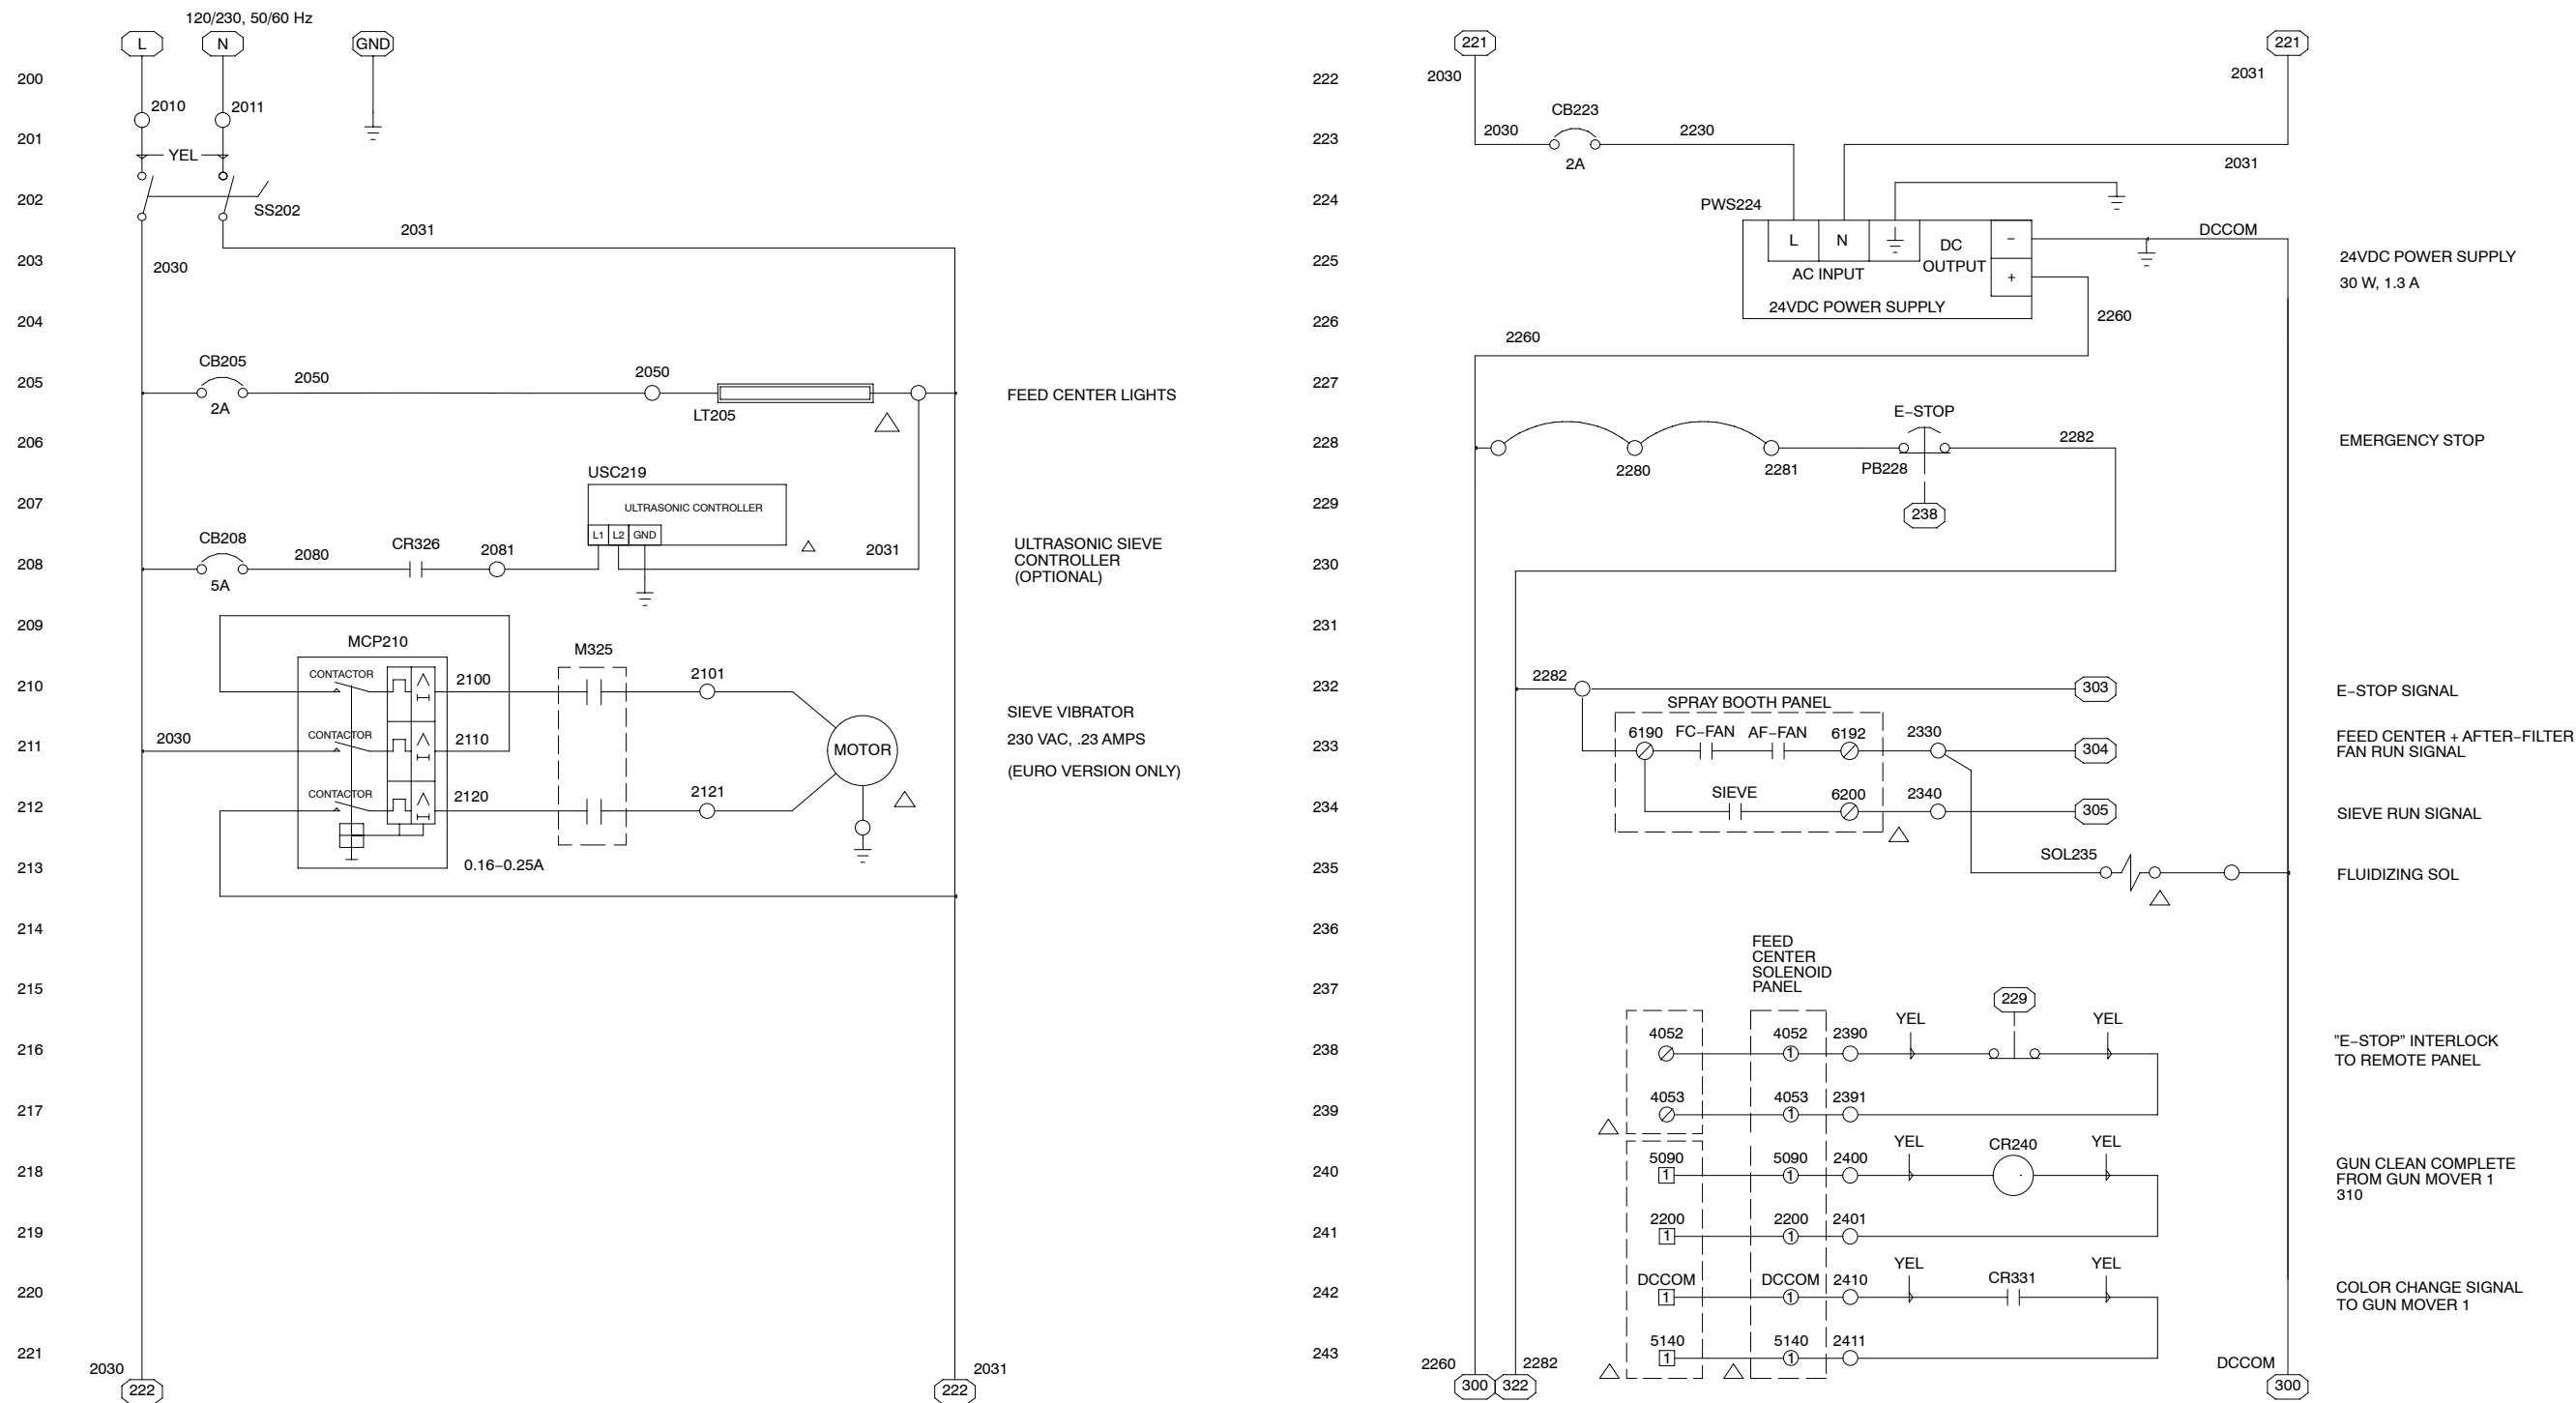 120/230, 50/60 Hz
L N GND
200
2010 2011
201
YEL
202
SS202
2031
203
2030
204
CB205
205
2050 2050
2A
LT205
FEED CENTER LIGHTS
206
USC219
207
ULTRASONIC CONTROLLER
L1 L2 GND
CB208
2080
CR326
2081
2031
208
5A
ULTRASONIC SIEVE
CONTROLLER
(OPTIONAL)
209
MCP210
M325
CONTACTOR
210
2100
2101
SIEVE VIBRATOR
CONTACTOR
211
2030
2110
MOTOR
230 VAC, .23 AMPS
(EURO VERSION ONLY)
CONTACTOR
212
2120
2121
213
0.16–0.25A
214
215
216
217
218
219
220
221
2030
2031
222
222
221
221
222
2030
2031
CB223
223
2030
2230
2A
2031
224
PWS224
L N
DC
OUTPUT
–
+
AC INPUT
24VDC POWER SUPPLY
DCCOM
225
24VDC POWER SUPPLY
30 W, 1.3 A
226
2260
2260
227
E–STOP
228
2280
2281
PB228
2282
EMERGENCY STOP
229
238
230
231
232
2282
303
E–STOP SIGNAL
SPRAY BOOTH PANEL
233
6190 FC–FAN AF–FAN 6192
2330
304
FEED CENTER + AFTER–FILTER
FAN RUN SIGNAL
234
SIEVE
6200
2340
305
SIEVE RUN SIGNAL
235
SOL235
FLUIDIZING SOL
236
FEED
CENTER
SOLENOID
PANEL
237
229
238
4052
4052
1
2390
YEL
YEL
"E–STOP" INTERLOCK
TO REMOTE PANEL
239
4053
4053
1
2391
240
5090
1
5090
1
2400
YEL
CR240
YEL
GUN CLEAN COMPLETE
FROM GUN MOVER 1
310
241
2200
1
2200
1
2401
242
DCCOM
1
DCCOM
1
2410
YEL
CR331
YEL
COLOR CHANGE SIGNAL
TO GUN MOVER 1
243
5140
1
5140
1
2411
2260
2282
DCCOM
300
322
300